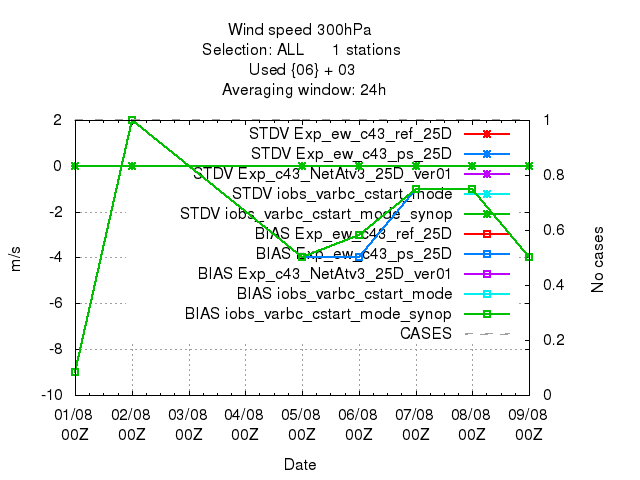 Wind speed 300hPa
Selection: ALL 1 stations
Used {06} + 03
Averaging window: 24h
2
0
-2
-4
-6
-8
-10
m/s
1
0.8
0.6
0.4
0.2
0
No cases
STDV Exp_ew_c43_ref_25D
STDV Exp_ew_c43_ps_25D
STDV Exp_c43_NetAtv3_25D_ver01
STDV iobs_varbc_cstart_mode
STDV iobs_varbc_cstart_mode_synop
BIAS Exp_ew_c43_ref_25D
BIAS Exp_ew_c43_ps_25D
BIAS Exp_c43_NetAtv3_25D_ver01
BIAS iobs_varbc_cstart_mode
BIAS iobs_varbc_cstart_mode_synop
CASES
01/08 02/08 03/08 04/08 05/08 06/08 07/08 08/08 09/08
00Z 00Z 00Z 00Z 00Z 00Z 00Z 00Z 00Z
Date